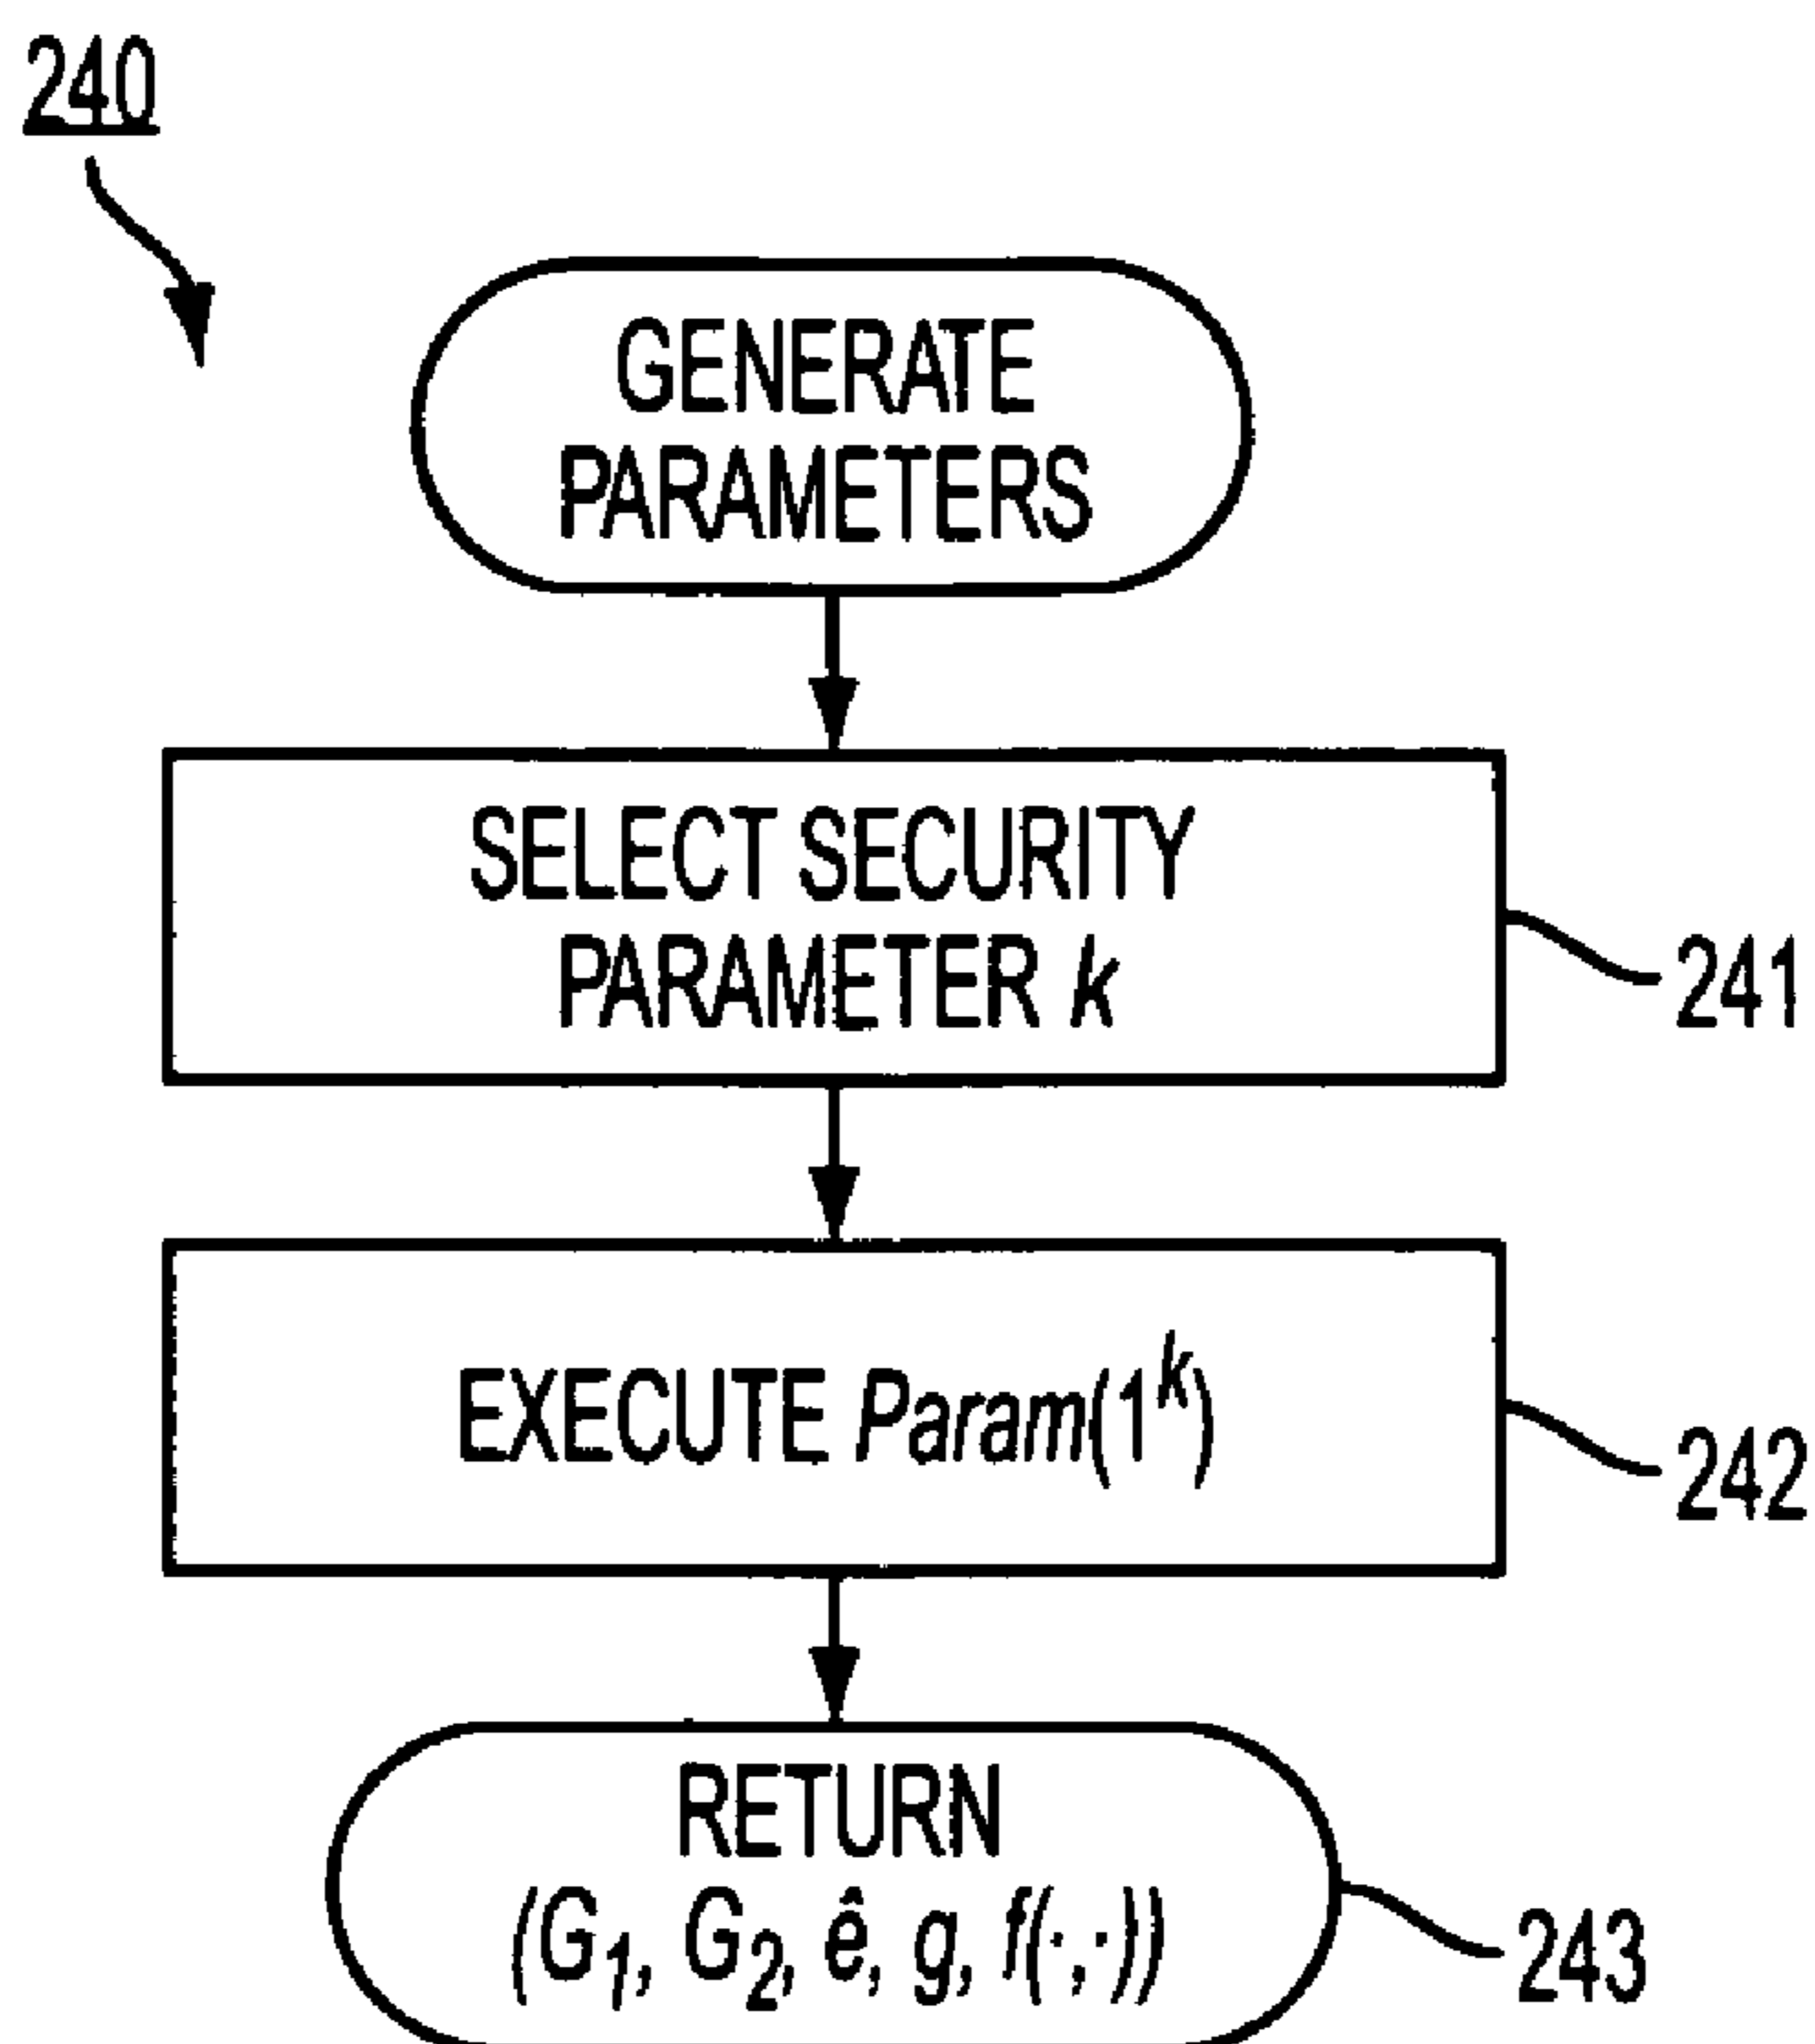 240
GENERATE
PARAMETERS
SELECT SECURITY
PARAMETER k
241
EXECUTE Param(1^k)
242
RETURN
(G₁, G₂, ê, g, f(·,·))
243